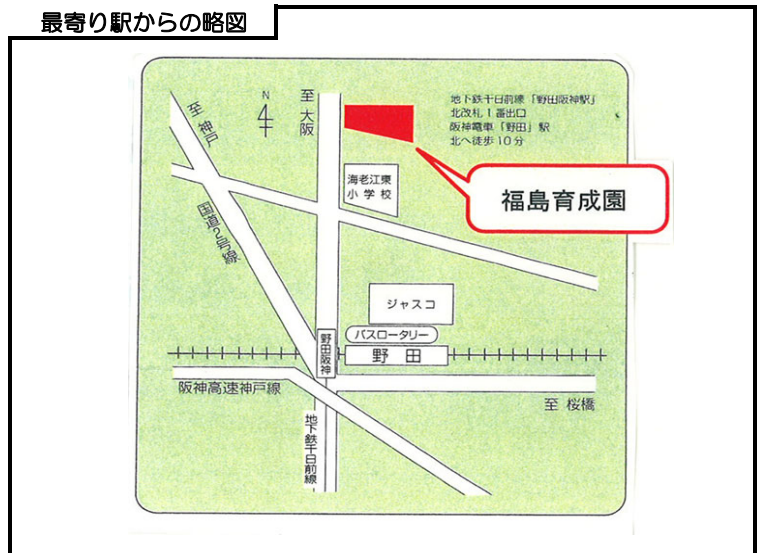 最寄り駅からの略図
至神戸
N
至大阪
地下鉄千日前線「野田阪神駅」
北改札1番出口
阪神電車「野田」駅
北へ徒歩10分
海老江東
小学校
福島育成園
国道2号線
ジャスコ
バスロータリー
野田阪神
野田
阪神高速神戸線
至 桜橋
地下鉄千日前線